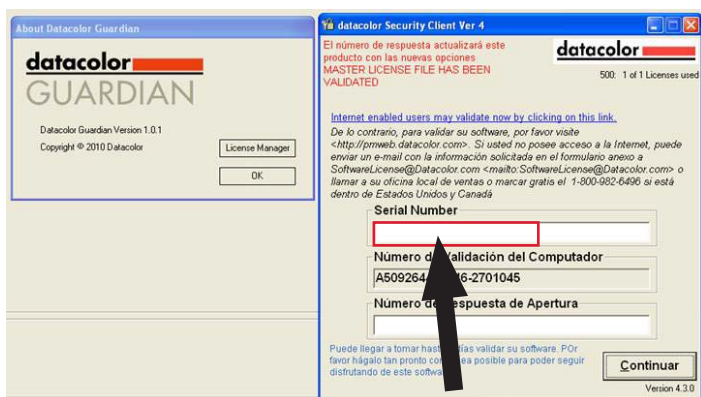 About Datacolor Guardian
datacolor
GUARDIAN
Datacolor Guardian Version 1.0.1
Copyright © 2010 Datacolor
License Manager
OK
datacolor Security Client Ver 4
El número de respuesta actualizará este
producto con las nuevas opciones
MASTER LICENSE FILE HAS BEEN
VALIDATED
datacolor
500: 1 of 1 Licenses used
Internet enabled users may validate now by clicking on this link.
De lo contrario, para validar su software, por favor visite
<http://pmweb.datacolor.com>. Si usted no posee acceso a la Internet, puede
enviar un e-mail con la información solicitada en el formulario anexo a
SoftwareLicense@Datacolor.com <mailto:SoftwareLicense@Datacolor.com> o
llamar a su oficina local de ventas o marcar gratis el 1-800-982-6496 si está
dentro de Estados Unidos y Canadá
Serial Number
Número de Validación del Computador
A509264 6-2701045
Número de Respuesta de Apertura
Puede llegar a tomar hast días validar su software. POr
favor hágalo tan pronto co ea posible para poder seguir
disfrutando de este softwa
Continuar
Version 4.3.0